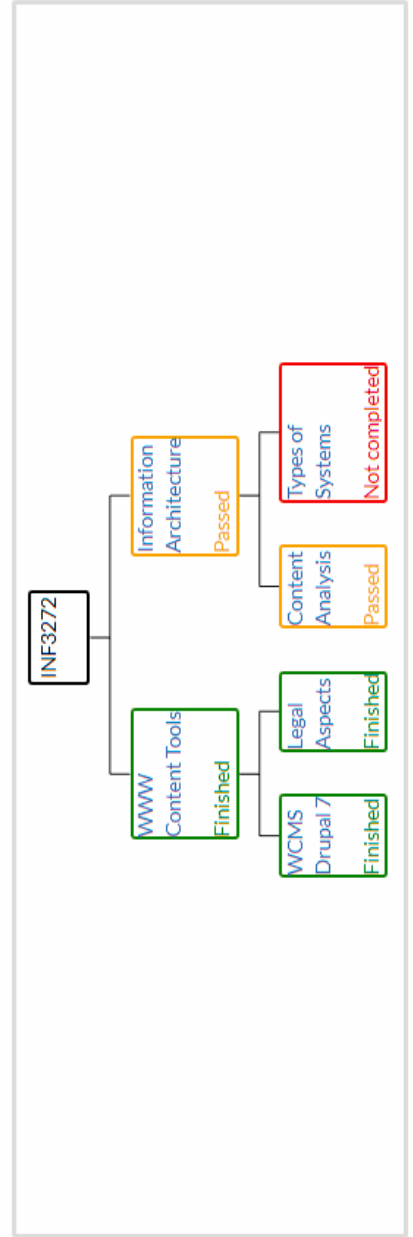 INF3272
WWW
Content Tools
Finished
Information
Architecture
Passed
WCMS
Drupal 7
Finished
Legal
Aspects
Finished
Content
Analysis
Passed
Types of
Systems
Not completed